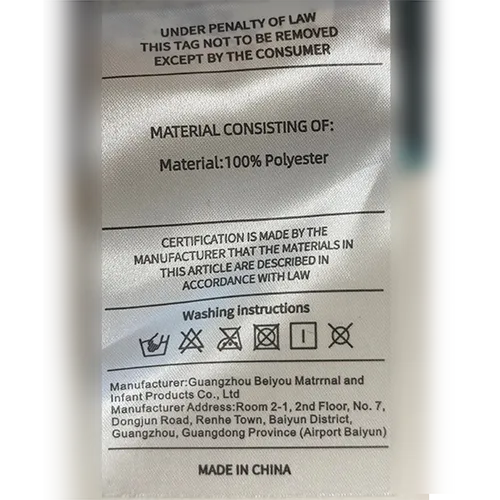 UNDER PENALTY OF LAW
THIS TAG NOT TO BE REMOVED
EXCEPT BY THE CONSUMER
MATERIAL CONSISTING OF:
Material:100% Polyester
CERTIFICATION IS MADE BY THE
MANUFACTURER THAT THE MATERIALS IN
THIS ARTICLE ARE DESCRIBED IN
ACCORDANCE WITH LAW
Washing instructions
Manufacturer:Guangzhou Beiyou Matrrnal and
Infant Products Co., Ltd
Manufacturer Address:Room 2-1, 2nd Floor, No. 7,
Dongjun Road, Renhe Town, Baiyun District,
Guangzhou, Guangdong Province (Airport Baiyun)
MADE IN CHINA